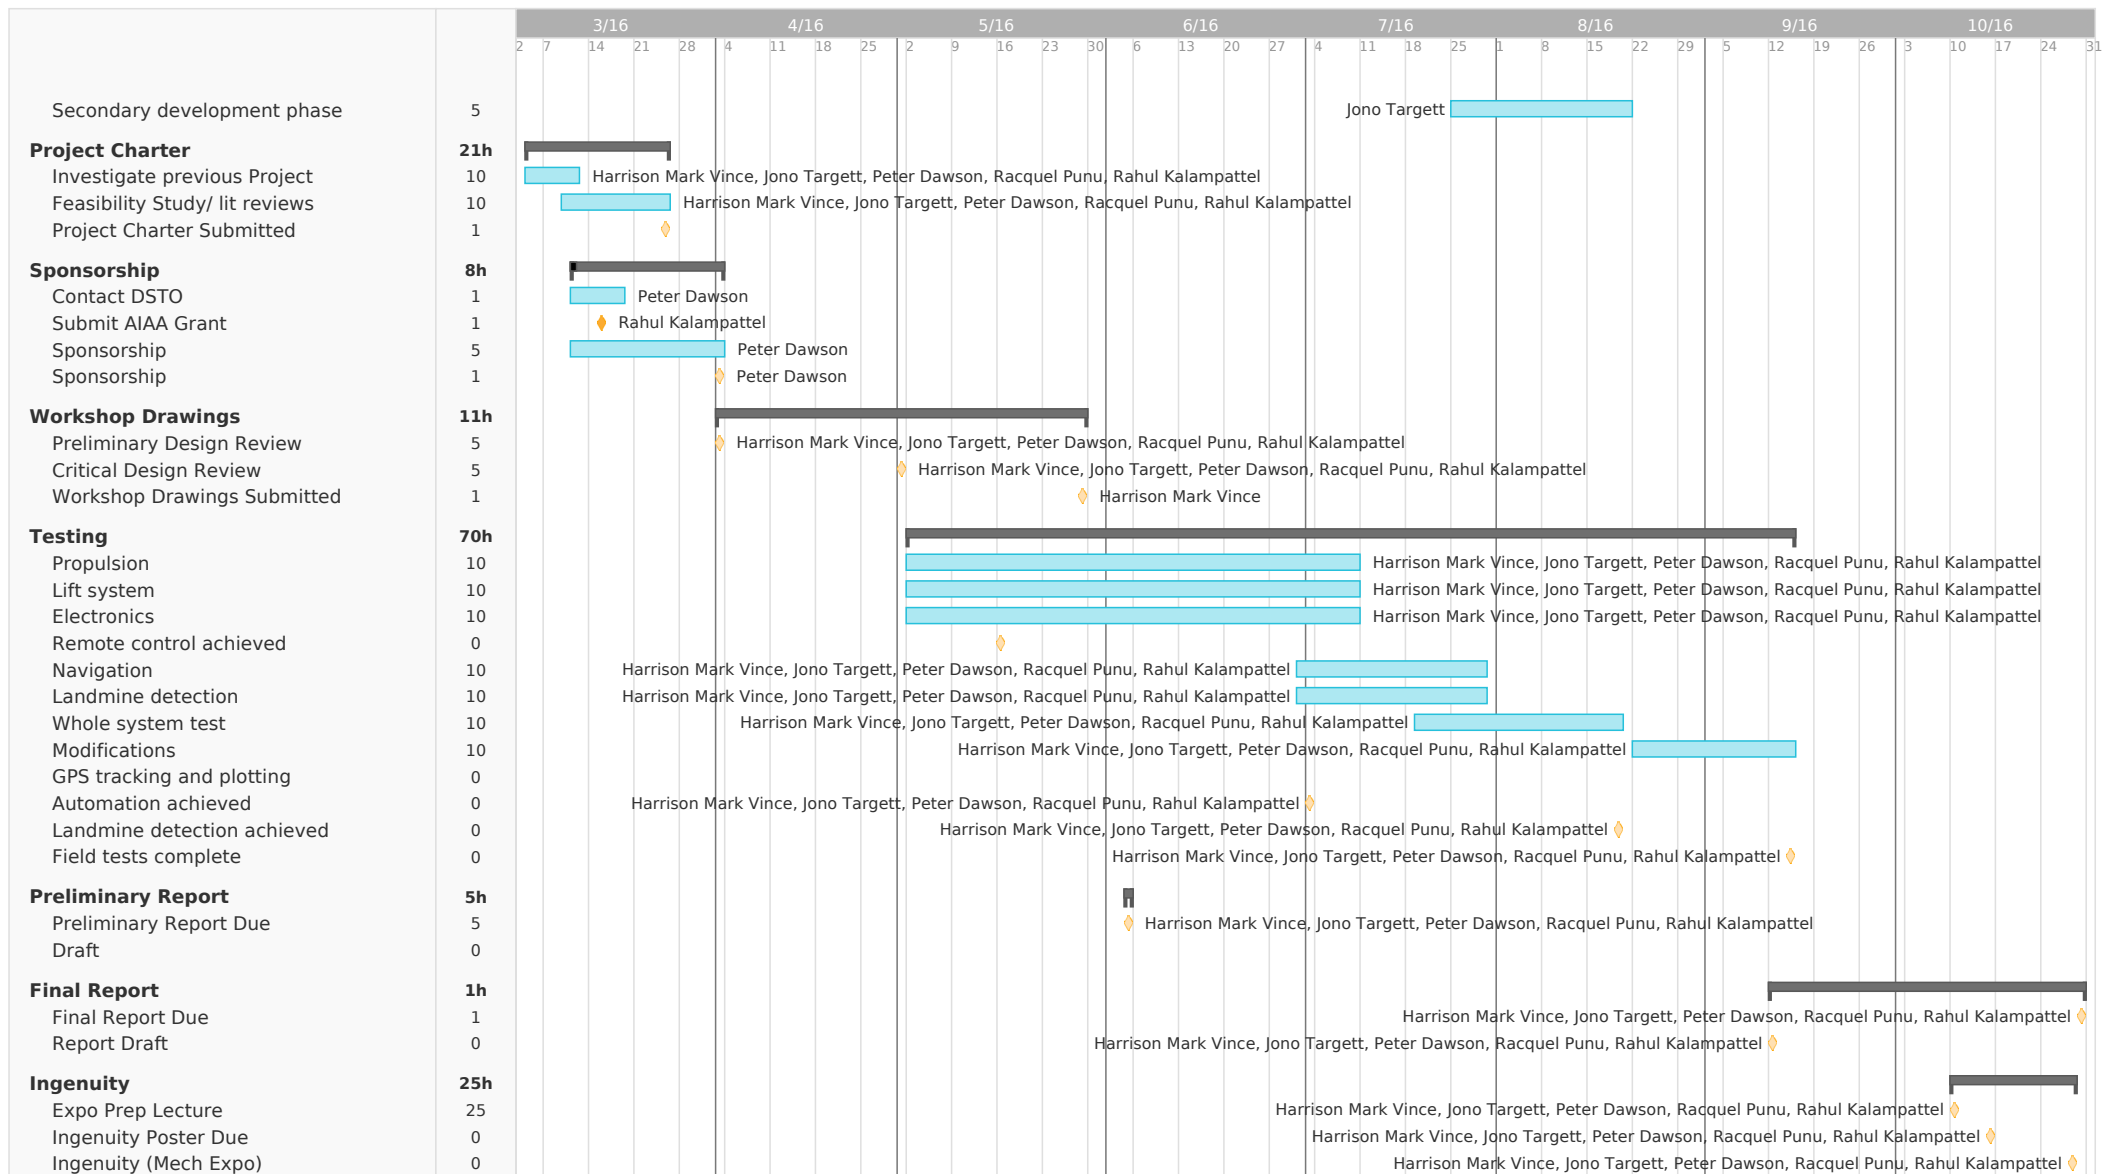 3/16 4/16 5/16 6/16 7/16 8/16 9/16 10/16
2 7 14 21 28 4 11 18 25 2 9 16 23 30 6 13 20 27 4 11 18 25 1 8 15 22 29 5 12 19 26 3 10 17 24 31
Secondary development phase 5 Jono Targett
Project Charter 21h
Investigate previous Project 10 Harrison Mark Vince, Jono Targett, Peter Dawson, Racquel Punu, Rahul Kalampattel
Feasibility Study/ lit reviews 10 Harrison Mark Vince, Jono Targett, Peter Dawson, Racquel Punu, Rahul Kalampattel
Project Charter Submitted 1
Sponsorship 8h
Contact DSTO 1 Peter Dawson
Submit AIAA Grant 1 Rahul Kalampattel
Sponsorship 5 Peter Dawson
Sponsorship 1 Peter Dawson
Workshop Drawings 11h
Preliminary Design Review 5 Harrison Mark Vince, Jono Targett, Peter Dawson, Racquel Punu, Rahul Kalampattel
Critical Design Review 5 Harrison Mark Vince, Jono Targett, Peter Dawson, Racquel Punu, Rahul Kalampattel
Workshop Drawings Submitted 1 Harrison Mark Vince
Testing 70h
Propulsion 10 Harrison Mark Vince, Jono Targett, Peter Dawson, Racquel Punu, Rahul Kalampattel
Lift system 10 Harrison Mark Vince, Jono Targett, Peter Dawson, Racquel Punu, Rahul Kalampattel
Electronics 10 Harrison Mark Vince, Jono Targett, Peter Dawson, Racquel Punu, Rahul Kalampattel
Remote control achieved 0
Navigation 10 Harrison Mark Vince, Jono Targett, Peter Dawson, Racquel Punu, Rahul Kalampattel
Landmine detection 10 Harrison Mark Vince, Jono Targett, Peter Dawson, Racquel Punu, Rahul Kalampattel
Whole system test 10 Harrison Mark Vince, Jono Targett, Peter Dawson, Racquel Punu, Rahul Kalampattel
Modifications 10 Harrison Mark Vince, Jono Targett, Peter Dawson, Racquel Punu, Rahul Kalampattel
GPS tracking and plotting 0
Automation achieved 0 Harrison Mark Vince, Jono Targett, Peter Dawson, Racquel Punu, Rahul Kalampattel
Landmine detection achieved 0 Harrison Mark Vince, Jono Targett, Peter Dawson, Racquel Punu, Rahul Kalampattel
Field tests complete 0 Harrison Mark Vince, Jono Targett, Peter Dawson, Racquel Punu, Rahul Kalampattel
Preliminary Report 5h
Preliminary Report Due 5 Harrison Mark Vince, Jono Targett, Peter Dawson, Racquel Punu, Rahul Kalampattel
Draft 0
Final Report 1h
Final Report Due 1 Harrison Mark Vince, Jono Targett, Peter Dawson, Racquel Punu, Rahul Kalampattel
Report Draft 0 Harrison Mark Vince, Jono Targett, Peter Dawson, Racquel Punu, Rahul Kalampattel
Ingenuity 25h
Expo Prep Lecture 25 Harrison Mark Vince, Jono Targett, Peter Dawson, Racquel Punu, Rahul Kalampattel
Ingenuity Poster Due 0 Harrison Mark Vince, Jono Targett, Peter Dawson, Racquel Punu, Rahul Kalampattel
Ingenuity (Mech Expo) 0 Harrison Mark Vince, Jono Targett, Peter Dawson, Racquel Punu, Rahul Kalampattel